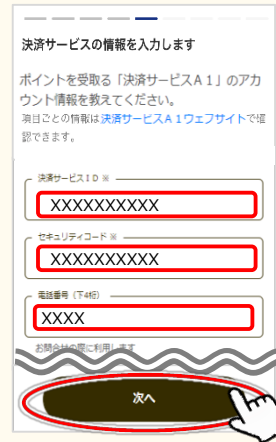 決済サービスの情報を入力します
ポイントを受取る「決済サービスA1」のアカ
ウント情報を教えてください。
項目ごとの情報は決済サービスA1ウェブサイトで確
認できます。
決済サービスID ※
XXXXXXXXXX
セキュリティコード ※
XXXXXXXXXX
電話番号（下4桁）
XXXX
お問合せの際に利用します
次へ